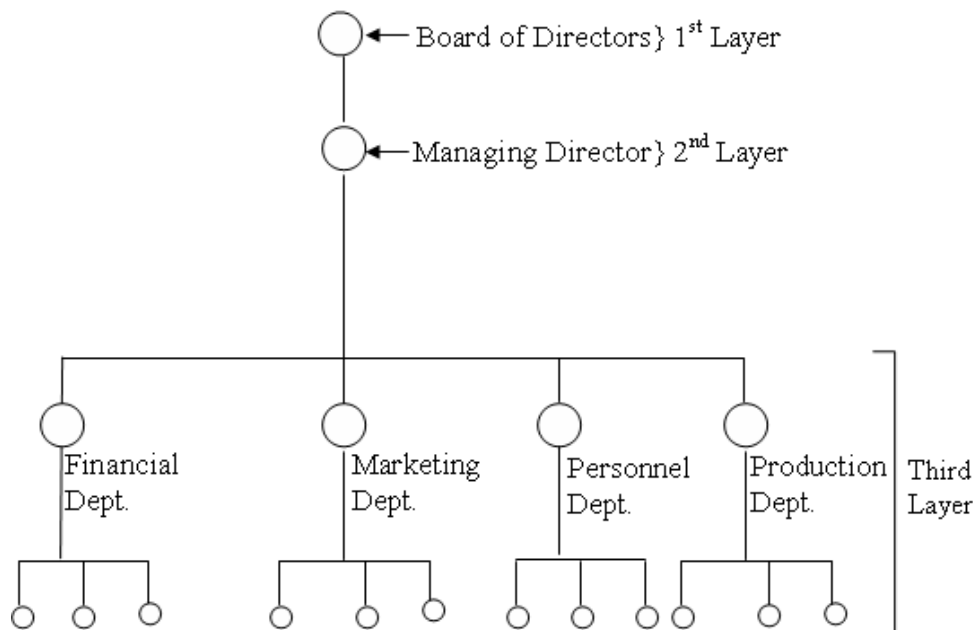 Board of Directors} 1st Layer
Managing Director} 2nd Layer
Financial
Dept.
Marketing
Dept.
Personnel
Dept.
Production
Dept.
Third
Layer